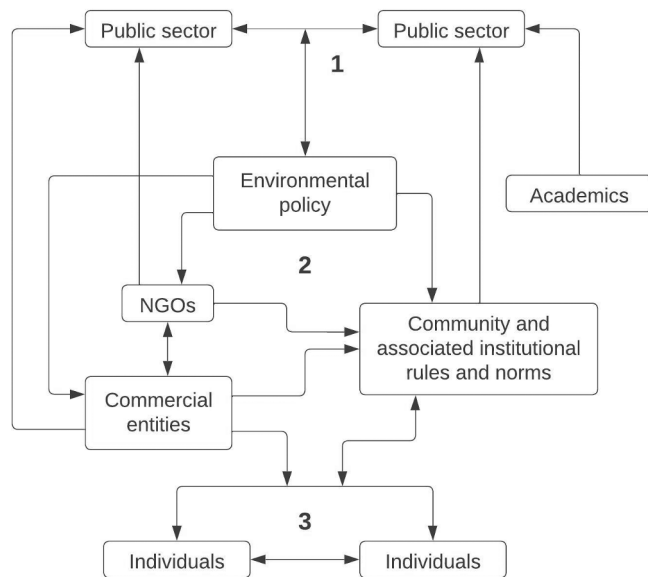 Public sector
Public sector
1
Environmental
policy
Academics
2
NGOs
Community and
associated institutional
rules and norms
Commercial
entities
3
Individuals
Individuals